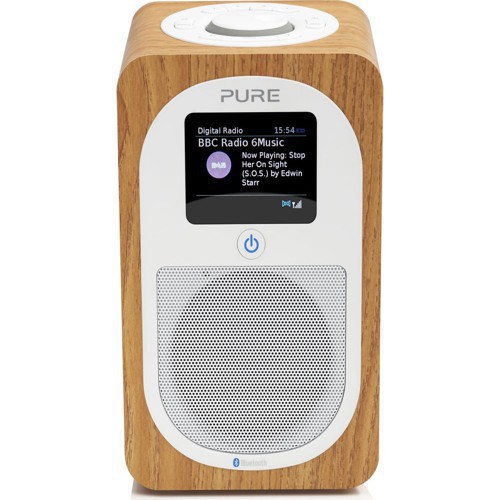 PURE
Digital Radio 15:54
BBC Radio 6Music
DAB
Now Playing: Stop
Her On Sight
(S.O.S.) by Edwin
Starr
Bluetooth